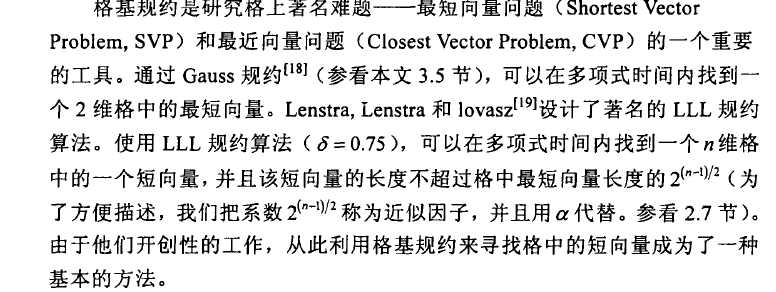 格基规约是研究格上著名难题——最短向量问题（Shortest Vector
Problem, SVP）和最近向量问题（Closest Vector Problem, CVP）的一个重要
的工具。通过 Gauss 规约[18]（参看本文 3.5 节），可以在多项式时间内找到一
个 2 维格中的最短向量。Lenstra, Lenstra 和 lovasz[19]设计了著名的 LLL 规约
算法。使用 LLL 规约算法（δ=0.75），可以在多项式时间内找到一个 n 维格
中的一个短向量，并且该短向量的长度不超过格中最短向量长度的 2^(n-1)/2（为
了方便描述，我们把系数 2^(n-1)/2 称为近似因子，并且用 α 代替。参看 2.7 节）。
由于他们开创性的工作，从此利用格基规约来寻找格中的短向量成为了一种
基本的方法。